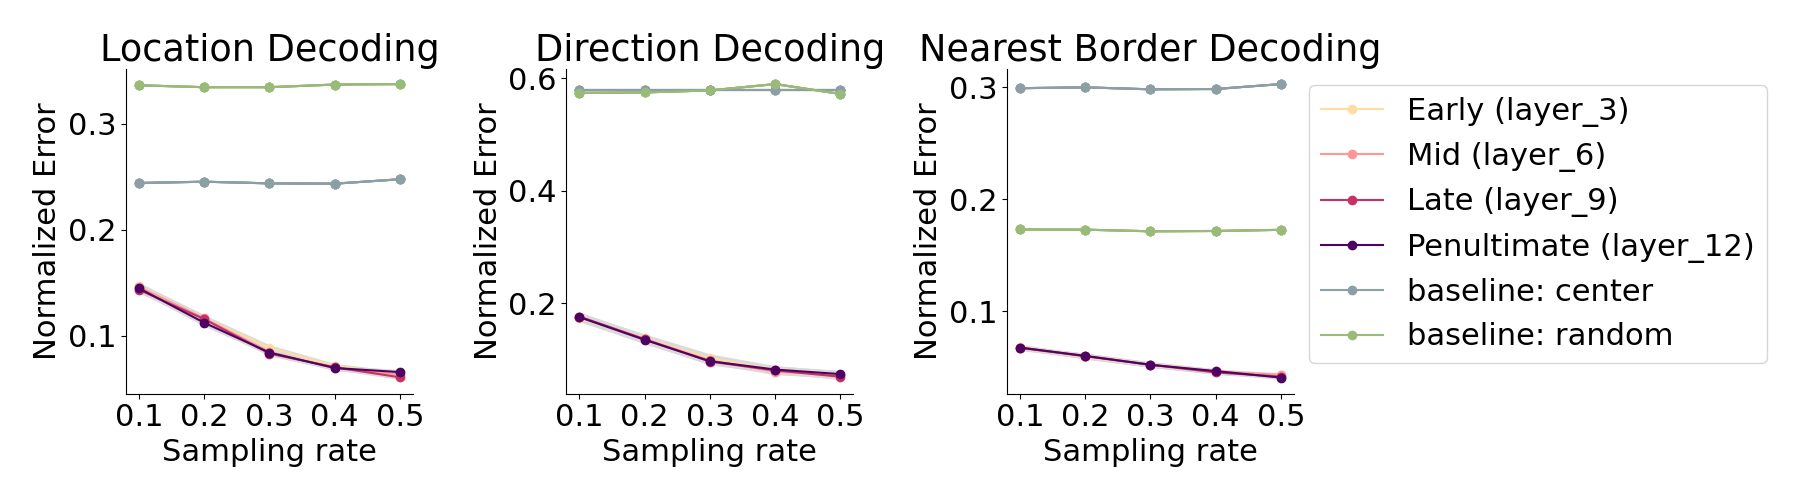 Location Decoding
Normalized Error
0.3
0.2
0.1
0.1 0.2 0.3 0.4 0.5
Sampling rate
Direction Decoding
Normalized Error
0.6
0.4
0.2
0.1 0.2 0.3 0.4 0.5
Sampling rate
Nearest Border Decoding
Normalized Error
0.3
0.2
0.1
0.1 0.2 0.3 0.4 0.5
Sampling rate
Early (layer_3)
Mid (layer_6)
Late (layer_9)
Penultimate (layer_12)
baseline: center
baseline: random